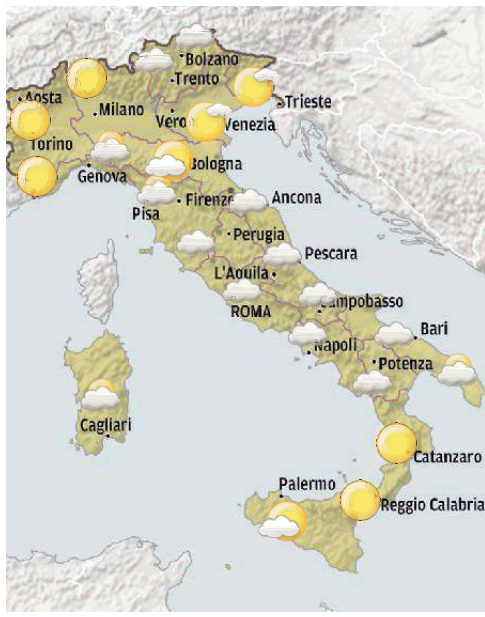 Bolzano
Trento
Aosta
Milano
Trieste
Vero
Venezia
Torino
Bologna
Genova
Firenze
Ancona
Pisa
Perugia
Pescara
L'Aquila
ROMA
Campobasso
Bari
Napoli
Potenza
Cagliari
Catanzaro
Palermo
Reggio Calabria